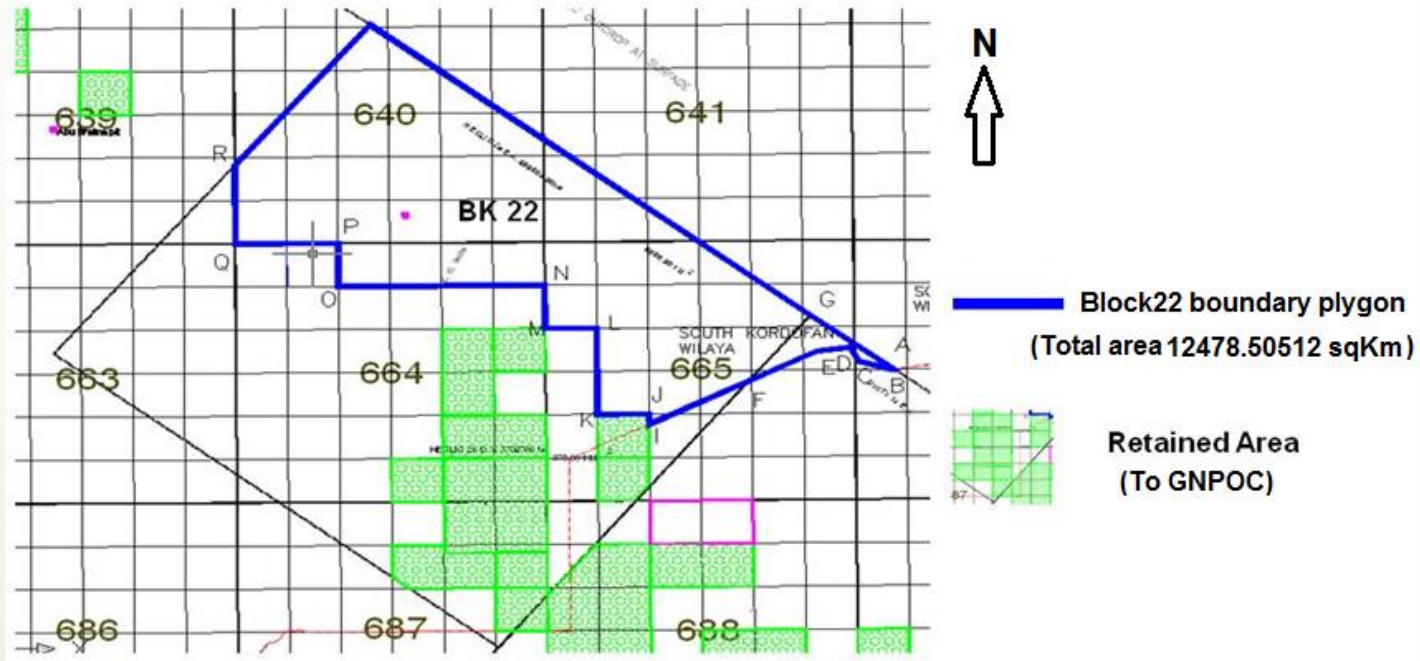 N
640
641
639
R
BK 22
P
Q
O
N
G
Block22 boundary plygon
(Total area 12478.50512 sqKm)
M
L
SOUTH KORDOFAN
WILAYA
A
663
664
665
E
D
C
B
J
F
K
I
Retained Area
(To GNPOC)
87
686
687
688